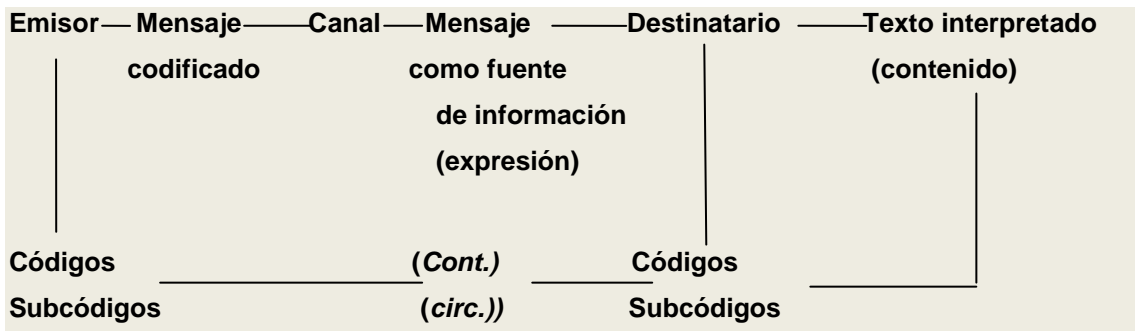 Emisor Mensaje Canal Mensaje Destinatario Texto interpretado
codificado como fuente (contenido)
de información
(expresión)
Códigos (Cont.) Códigos
Subcódigos (circ.)) Subcódigos